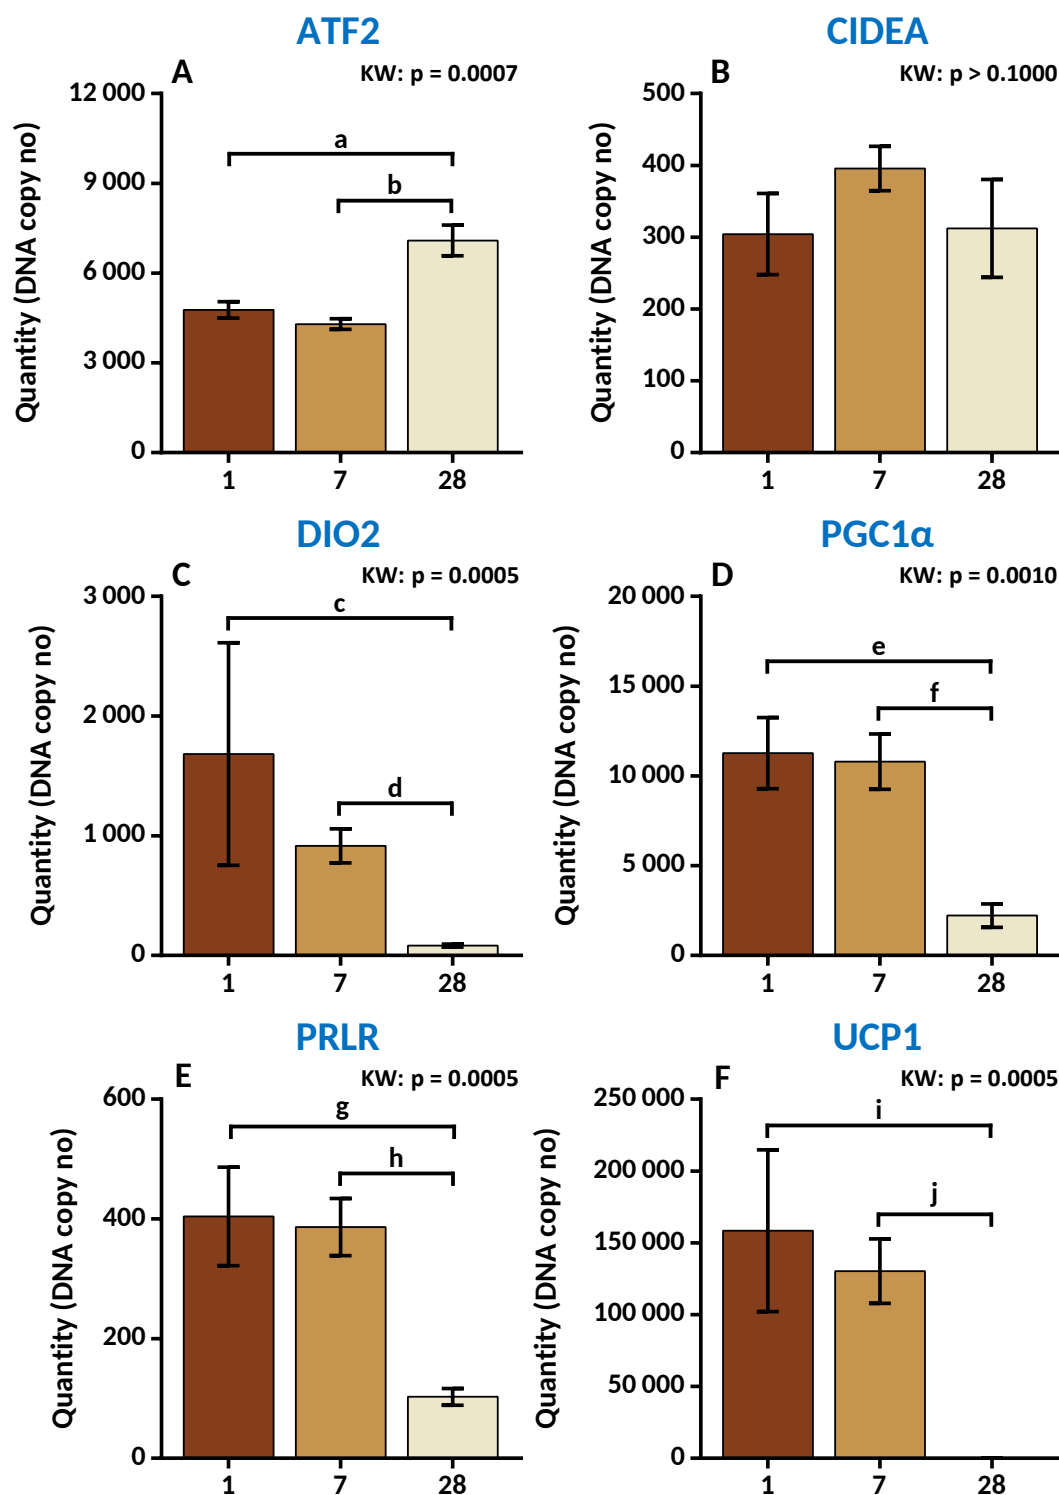 ATF2
A
KW: p = 0.0007
Quantity (DNA copy no)
12 000
9 000
6 000
3 000
0
a
b
1 7 28
CIDEA
B
KW: p > 0.1000
Quantity (DNA copy no)
500
400
300
200
100
0
1 7 28
DIO2
C
KW: p = 0.0005
Quantity (DNA copy no)
3 000
2 000
1 000
0
c
d
1 7 28
PGC1α
D
KW: p = 0.0010
Quantity (DNA copy no)
20 000
15 000
10 000
5 000
0
e
f
1 7 28
PRLR
E
KW: p = 0.0005
Quantity (DNA copy no)
600
400
200
0
g
h
1 7 28
UCP1
F
KW: p = 0.0005
Quantity (DNA copy no)
250 000
200 000
150 000
100 000
50 000
0
i
j
1 7 28